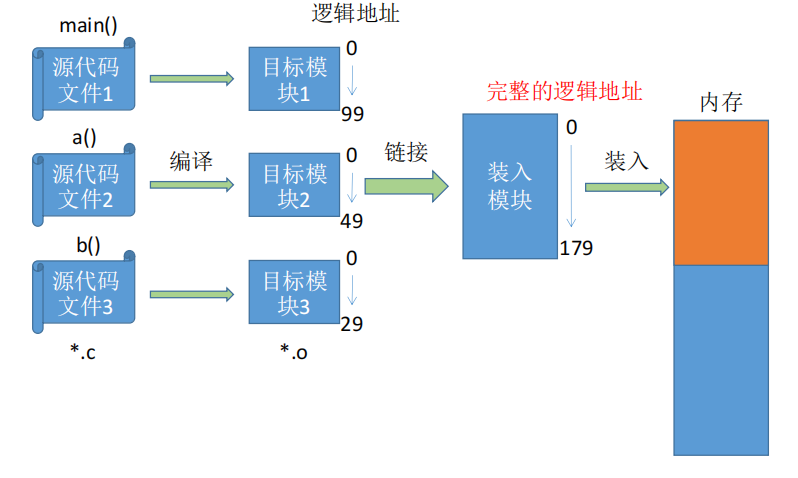 逻辑地址
main()
源代码
文件1
目标模
块1
0
99
a()
源代码
文件2
编译
目标模
块2
0
49
链接
b()
源代码
文件3
目标模
块3
0
29
*.c
*.o
完整的逻辑地址
装入
模块
0
179
装入
内存